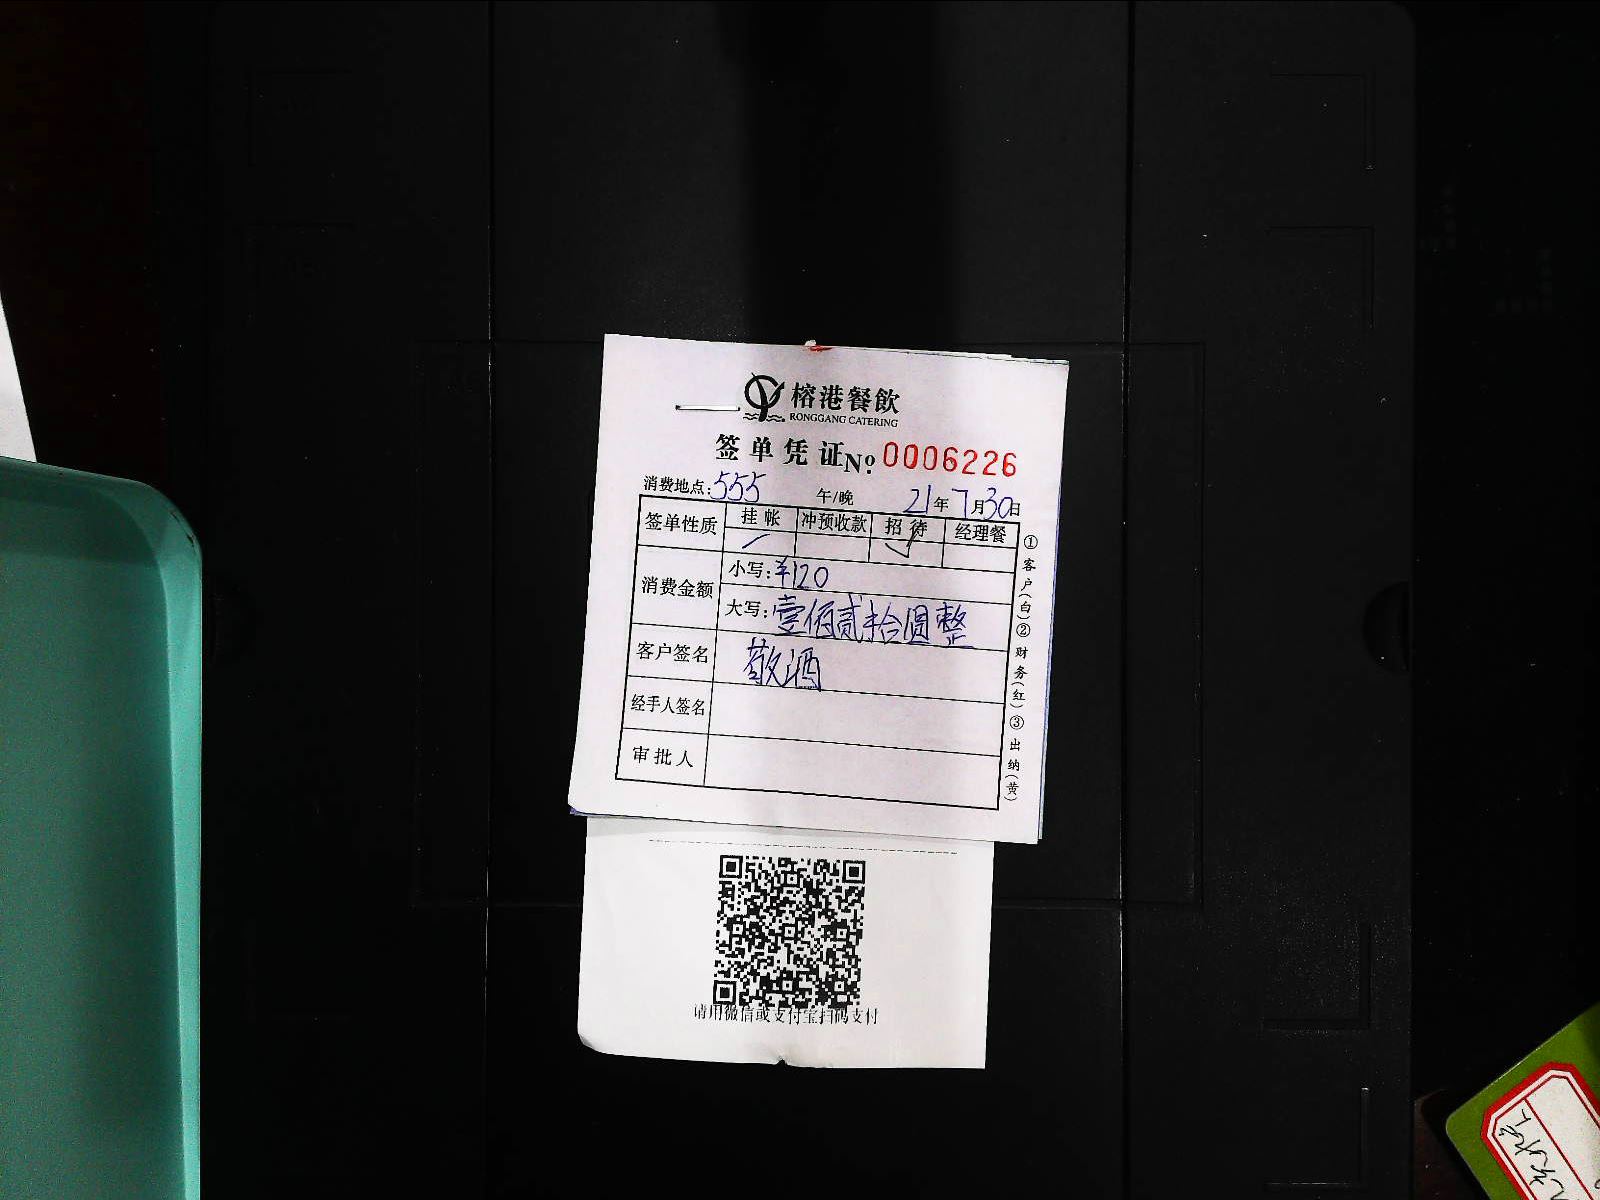 榕港餐飲
RONGGANG CATERING
签单凭证 №0006226
消费地点:555 午/晚 21年7月30日
签单性质 挂帐 冲预收款 招待 经理餐
消费金额 小写:¥120
大写:壹佰贰拾圆整
客户签名 敬酒
经手人签名
审批人
①客户(白)②财务(红)③出纳(黄)
请用微信或支付宝扫码支付